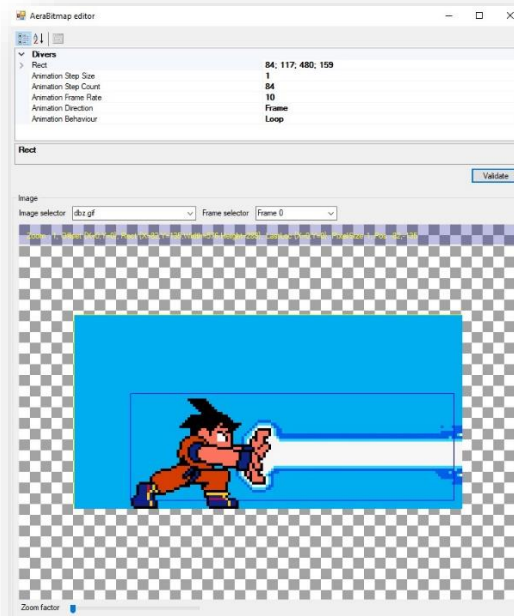 AeraBitmap editor
Divers
Rect 84; 117; 480; 159
Animation Step Size 1
Animation Step Count 84
Animation Frame Rate 10
Animation Direction Frame
Animation Behaviour Loop
Rect
Validate
Image
Image selector dbz.gif Frame selector Frame 0
Zoom factor